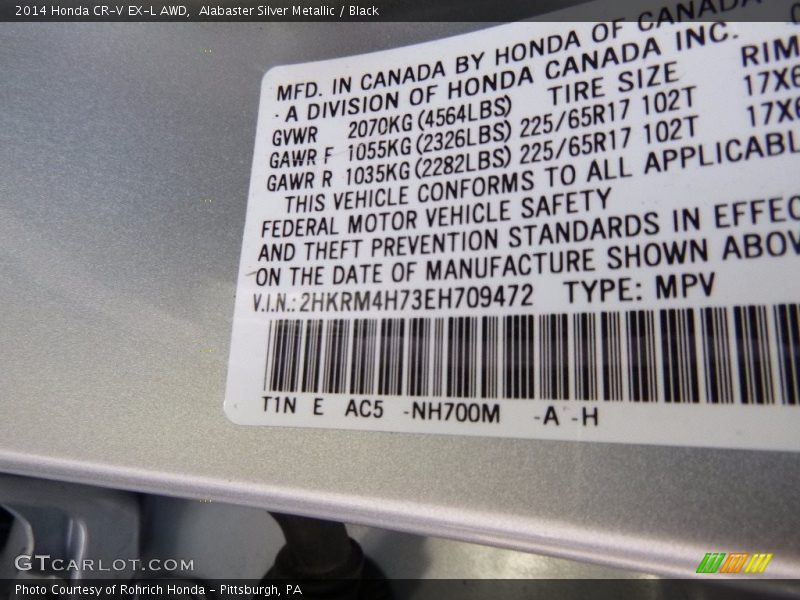 2014 Honda CR-V EX-L AWD, Alabaster Silver Metallic / Black
MFD. IN CANADA BY HONDA OF CANADA
A DIVISION OF HONDA CANADA INC.
GVWR 2070KG (4564LBS) TIRE SIZE RIM
GAWR F 1055KG (2326LBS) 225/65R17 102T 17X6
GAWR R 1035KG (2282LBS) 225/65R17 102T 17X6
THIS VEHICLE CONFORMS TO ALL APPLICABL
FEDERAL MOTOR VEHICLE SAFETY
AND THEFT PREVENTION STANDARDS IN EFFEC
ON THE DATE OF MANUFACTURE SHOWN ABOV
V.I.N.: 2HKRM4H73EH709472 TYPE: MPV
T1N E AC5 -NH700M -A -H
GTCARLOT.COM
Photo Courtesy of Rohrich Honda - Pittsburgh, PA